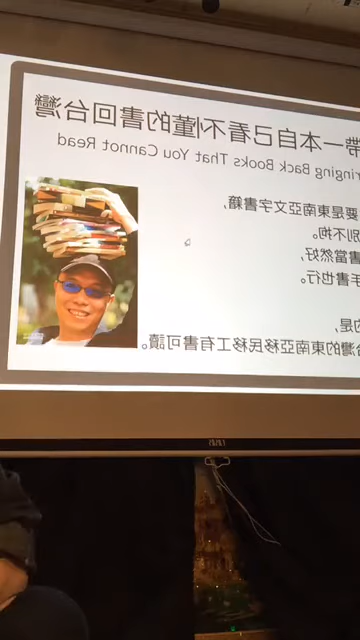 帶一本自己看不懂的書回台灣
ringing Back Books That You Cannot Read
要是東南亞文字書籍,
別不拘。
書當然好,
手書也行。
的是,
灣的東南亞移民移工有書可讀。